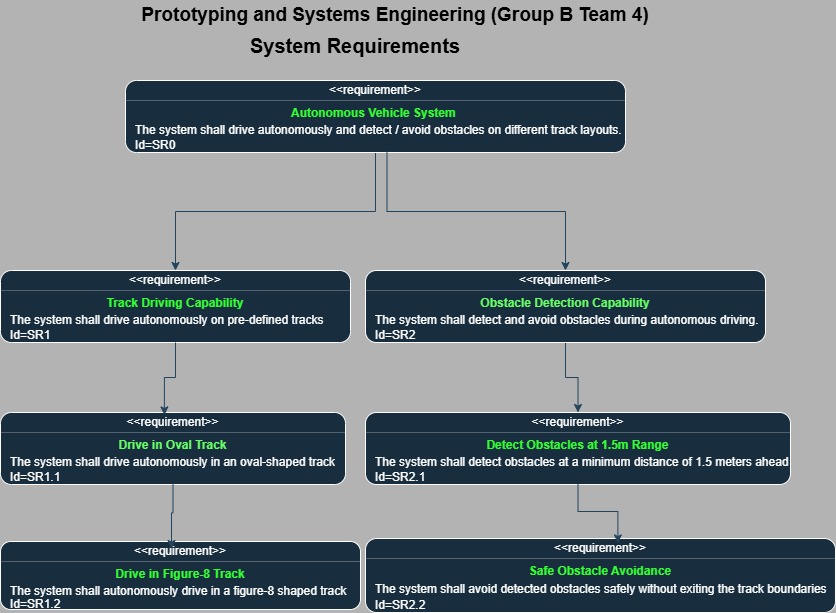 Prototyping and Systems Engineering (Group B Team 4)
System Requirements
<<requirement>>
Autonomous Vehicle System
The system shall drive autonomously and detect / avoid obstacles on different track layouts.
Id=SR0
<<requirement>>
Track Driving Capability
The system shall drive autonomously on pre-defined tracks
Id=SR1
<<requirement>>
Obstacle Detection Capability
The system shall detect and avoid obstacles during autonomous driving.
Id=SR2
<<requirement>>
Drive in Oval Track
The system shall drive autonomously in an oval-shaped track
Id=SR1.1
<<requirement>>
Detect Obstacles at 1.5m Range
The system shall detect obstacles at a minimum distance of 1.5 meters ahead
Id=SR2.1
<<requirement>>
Drive in Figure-8 Track
The system shall autonomously drive in a figure-8 shaped track
Id=SR1.2
<<requirement>>
Safe Obstacle Avoidance
The system shall avoid detected obstacles safely without exiting the track boundaries
Id=SR2.2